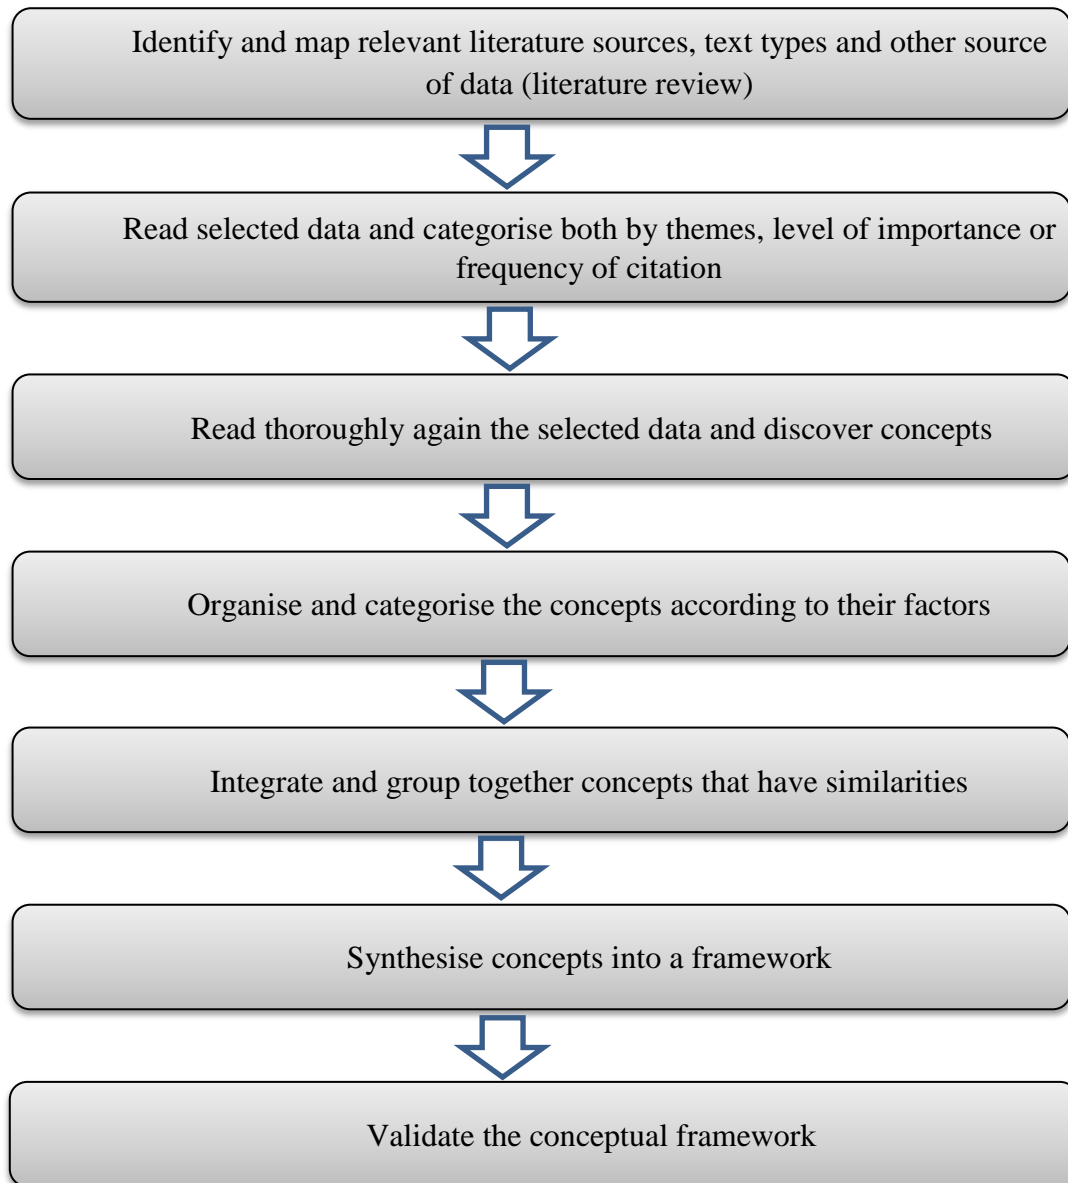 Identify and map relevant literature sources, text types and other source
of data (literature review)
Read selected data and categorise both by themes, level of importance or
frequency of citation
Read thoroughly again the selected data and discover concepts
Organise and categorise the concepts according to their factors
Integrate and group together concepts that have similarities
Synthesise concepts into a framework
Validate the conceptual framework